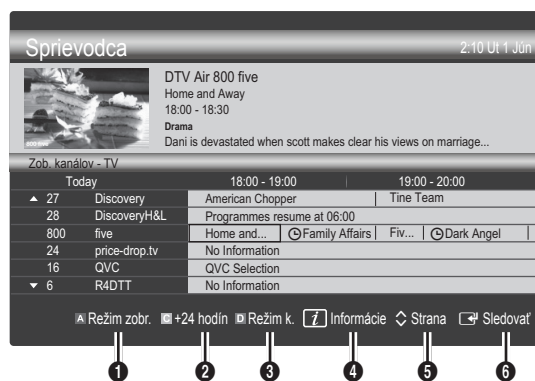 Sprievodca
2:10 Ut 1 Jún
DTV Air 800 five
Home and Away
18:00 - 18:30
Drama
Dani is devastated when scott makes clear his views on marriage...
800 five
Zob. kanálov - TV
Today 18:00 - 19:00 19:00 - 20:00
▲ 27 Discovery American Chopper Tine Team
28 DiscoveryH&L Programmes resume at 06:00
800 five Home and... Family Affairs Fiv... Dark Angel
24 price-drop.tv No Information
16 QVC QVC Selection
▼ 6 R4DTT No Information
A Režim zobr. C +24 hodín D Režim k. i Informácie Strana Sledovať
1 2 3 4 5 6